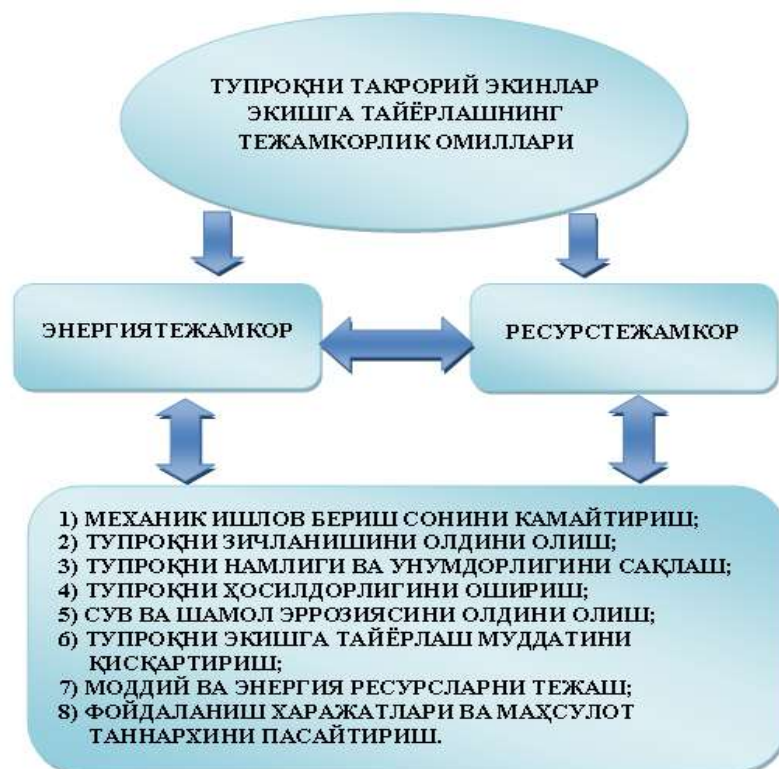 ТУПРОҚНИ ТАКРОРИЙ ЭКИНЛАР
ЭКИШГА ТАЙЁРЛАШНИНГ
ТЕЖАМКОРЛИК ОМИЛЛАРИ
ЭНЕРГИЯТЕЖАМКОР
РЕСУРСТЕЖАМКОР
1) МЕХАНИК ИШЛОВ БЕРИШ СОНИНИ КАМАЙТИРИШ;
2) ТУПРОҚНИ ЗИЧЛАНИШИНИ ОЛДИНИ ОЛИШ;
3) ТУПРОҚНИ НАМЛИГИ ВА УНУМДОРЛИГИНИ САҚЛАШ;
4) ТУПРОҚНИ ҲОСИЛДОРЛИГИНИ ОШИРИШ;
5) СУВ ВА ШАМОЛ ЭРРОЗИЯСИНИ ОЛДИНИ ОЛИШ;
6) ТУПРОҚНИ ЭКИШГА ТАЙЁРЛАШ МУДДАТИНИ
ҚИСҚАРТИРИШ;
7) МОДДИЙ ВА ЭНЕРГИЯ РЕСУРСЛАРНИ ТЕЖАШ;
8) ФОЙДАЛАНИШ ХАРАЖАТЛАРИ ВА МАҲСУЛОТ
ТАННАРХИНИ ПАСАЙТИРИШ.